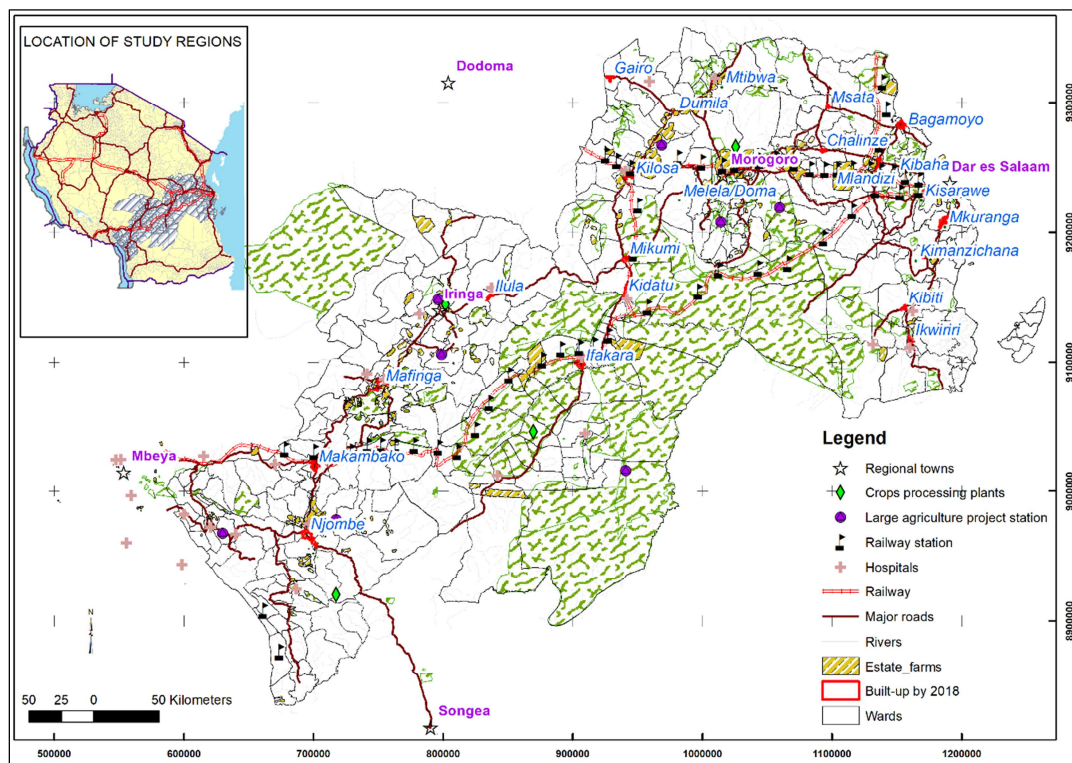 LOCATION OF STUDY REGIONS
Dodoma
Gairo
Mtibwa
Dumila
Msata
Bagamoyo
Chalinze
Morogoro
Kibaha
Dar es Salaam
Kilosa
Mlandizi
Melela/Doma
Kisarawe
Mkuranga
Mikumi
Kimanzichana
Ilula
Kidatu
Iringa
Kibiti
Ikwiriri
Ifakara
Mafinga
Mbeya
Makambako
Njombe
Songea
Legend
Regional towns
Crops processing plants
Large agriculture project station
Railway station
Hospitals
Railway
Major roads
Rivers
Estate_farms
Built-up by 2018
Wards
N
50 25 0 50 Kilometers
9300000
9200000
9100000
9000000
8900000
500000 600000 700000 800000 900000 1000000 1100000 1200000